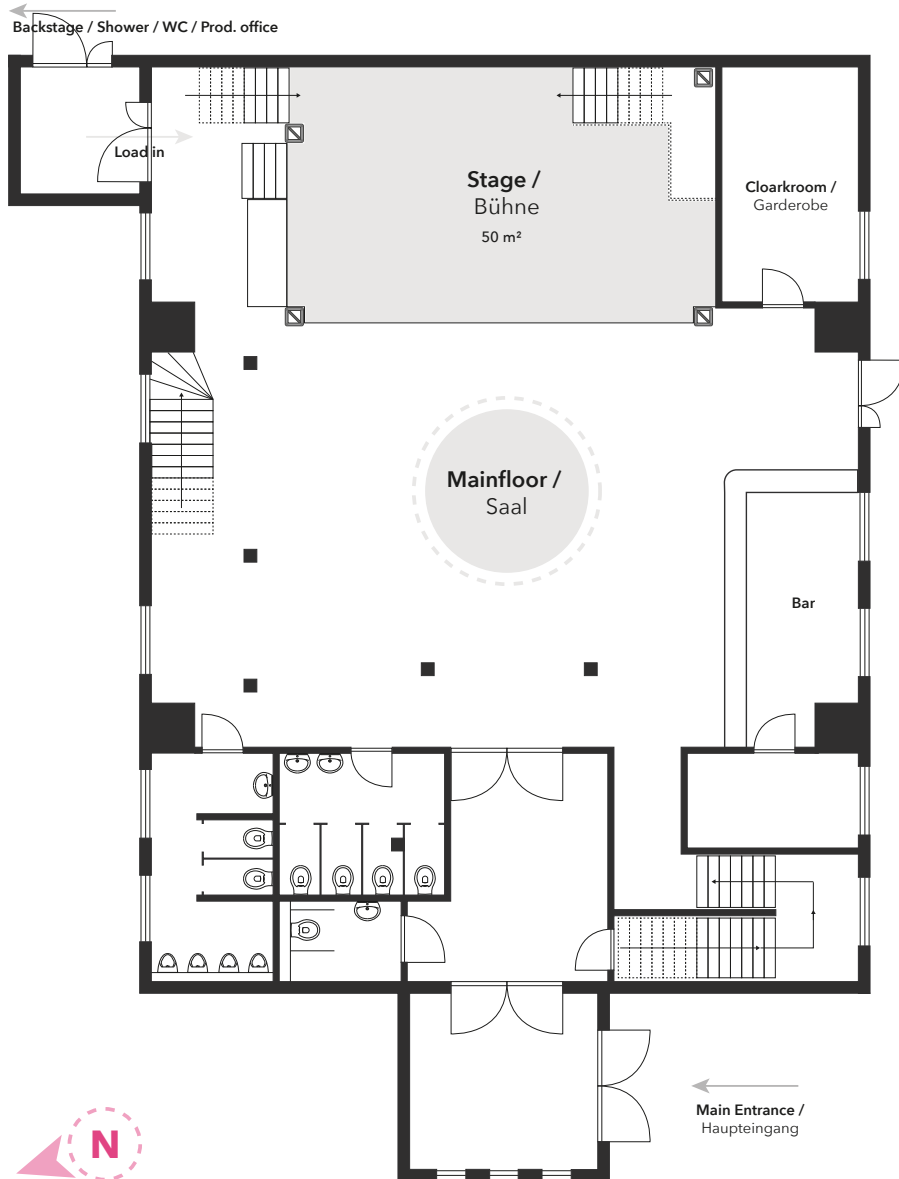 Backstage / Shower / WC / Prod. office
Load in
Stage /
Bühne
50 m²
Cloarkroom /
Garderobe
Mainfloor /
Saal
Bar
Main Entrance /
Haupteingang
N